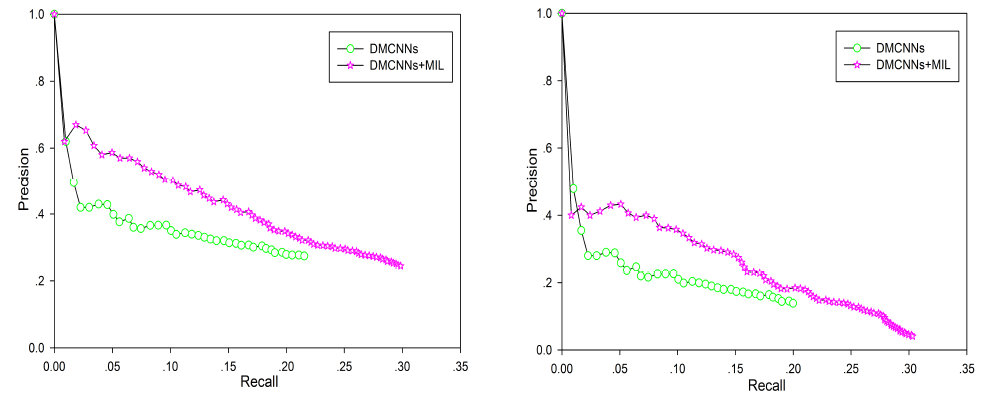 1.0
.8
.6
.4
.2
0.0
Precision
DMCNNs
DMCNNs+MIL
0.00 .05 .10 .15 .20 .25 .30 .35
Recall
1.0
.8
.6
.4
.2
0.0
Precision
DMCNNs
DMCNNs+MIL
0.00 .05 .10 .15 .20 .25 .30 .35
Recall